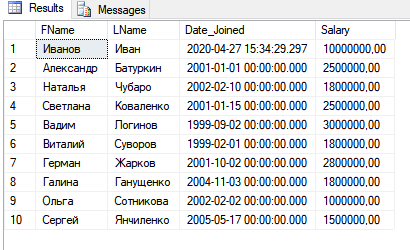 Results Messages
FName LName Date_Joined Salary
1 Иванов Иван 2020-04-27 15:34:29.297 10000000,00
2 Александр Батуркин 2001-01-01 00:00:00.000 2500000,00
3 Наталья Чубаро 2002-02-10 00:00:00.000 1800000,00
4 Светлана Коваленко 2001-01-15 00:00:00.000 2500000,00
5 Вадим Логинов 1999-09-02 00:00:00.000 3000000,00
6 Виталий Суворов 1999-02-01 00:00:00.000 1800000,00
7 Герман Жарков 2001-10-02 00:00:00.000 2800000,00
8 Галина Ганущенко 2004-11-03 00:00:00.000 1800000,00
9 Ольга Сотникова 2002-02-02 00:00:00.000 1000000,00
10 Сергей Янчиленко 2005-05-17 00:00:00.000 1500000,00